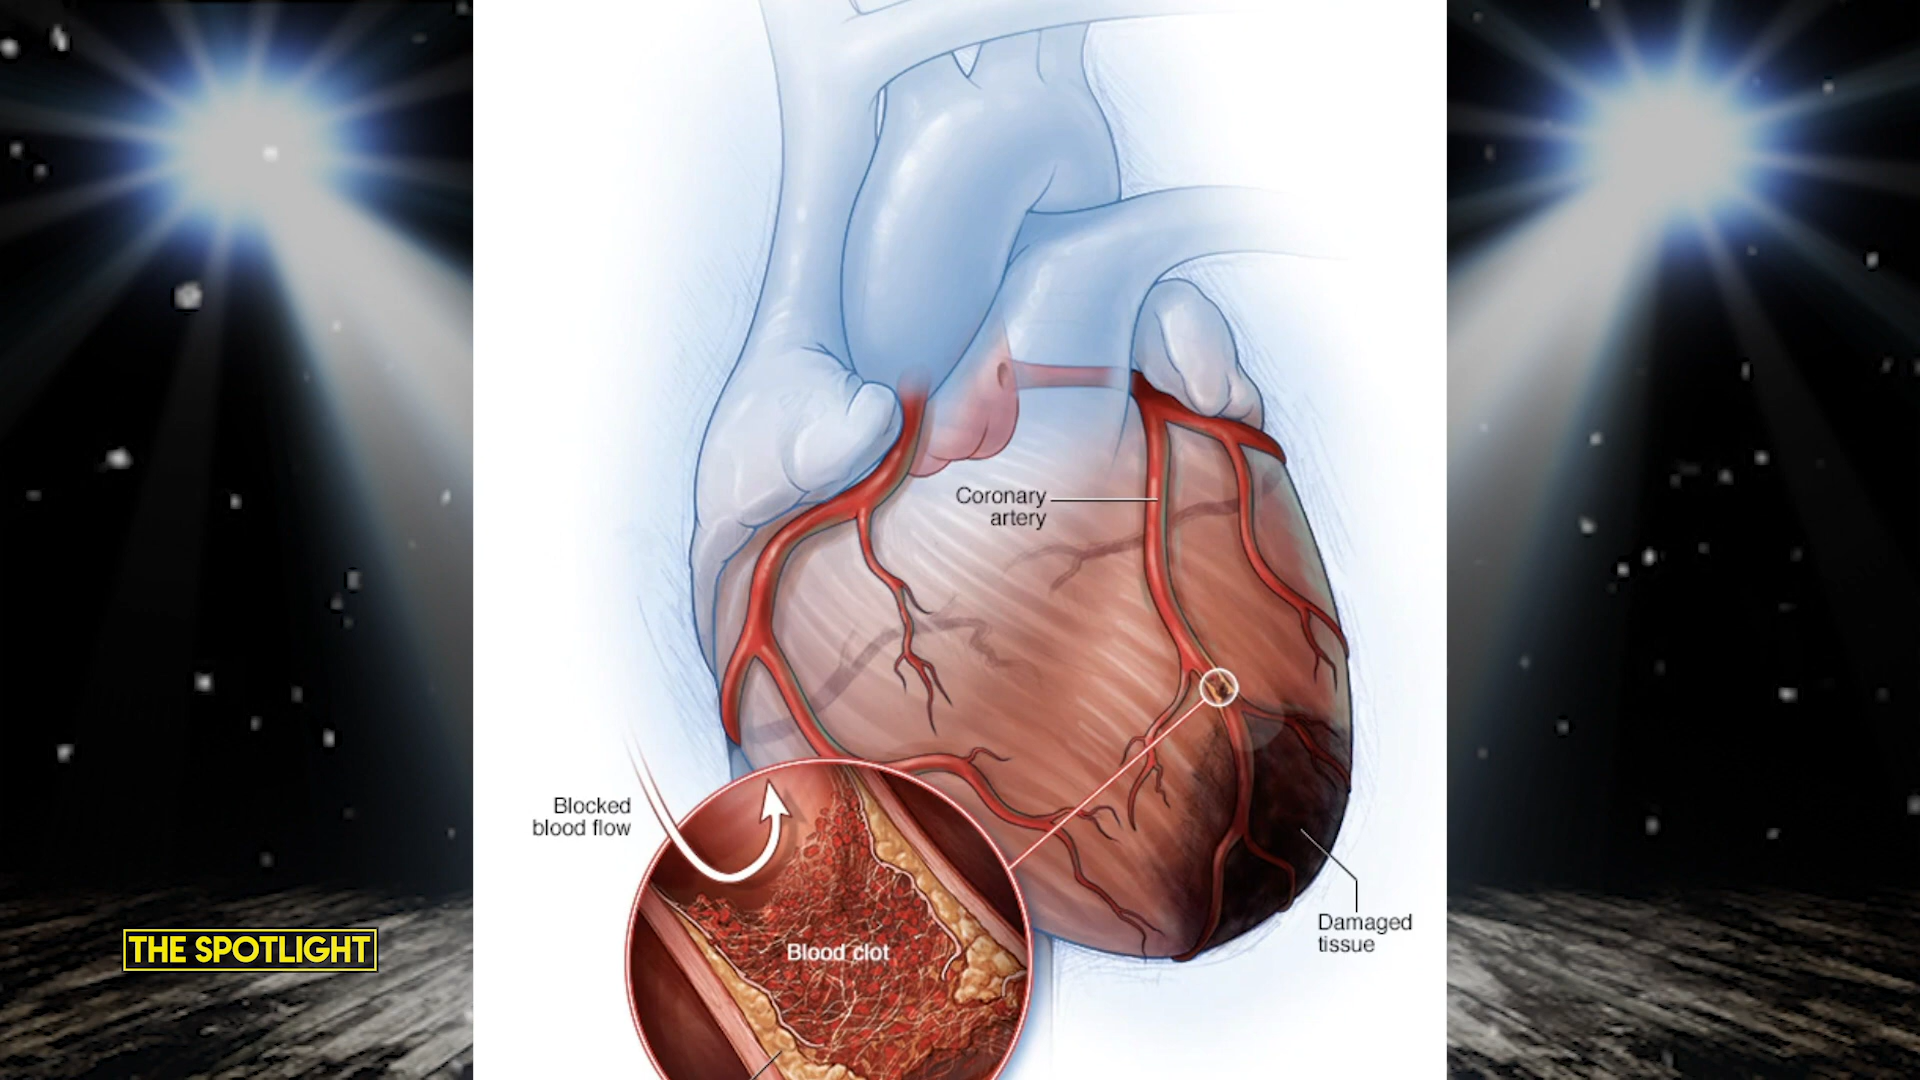 Coronary
artery
Blocked
blood flow
Blood clot
Damaged
tissue
THE SPOTLIGHT